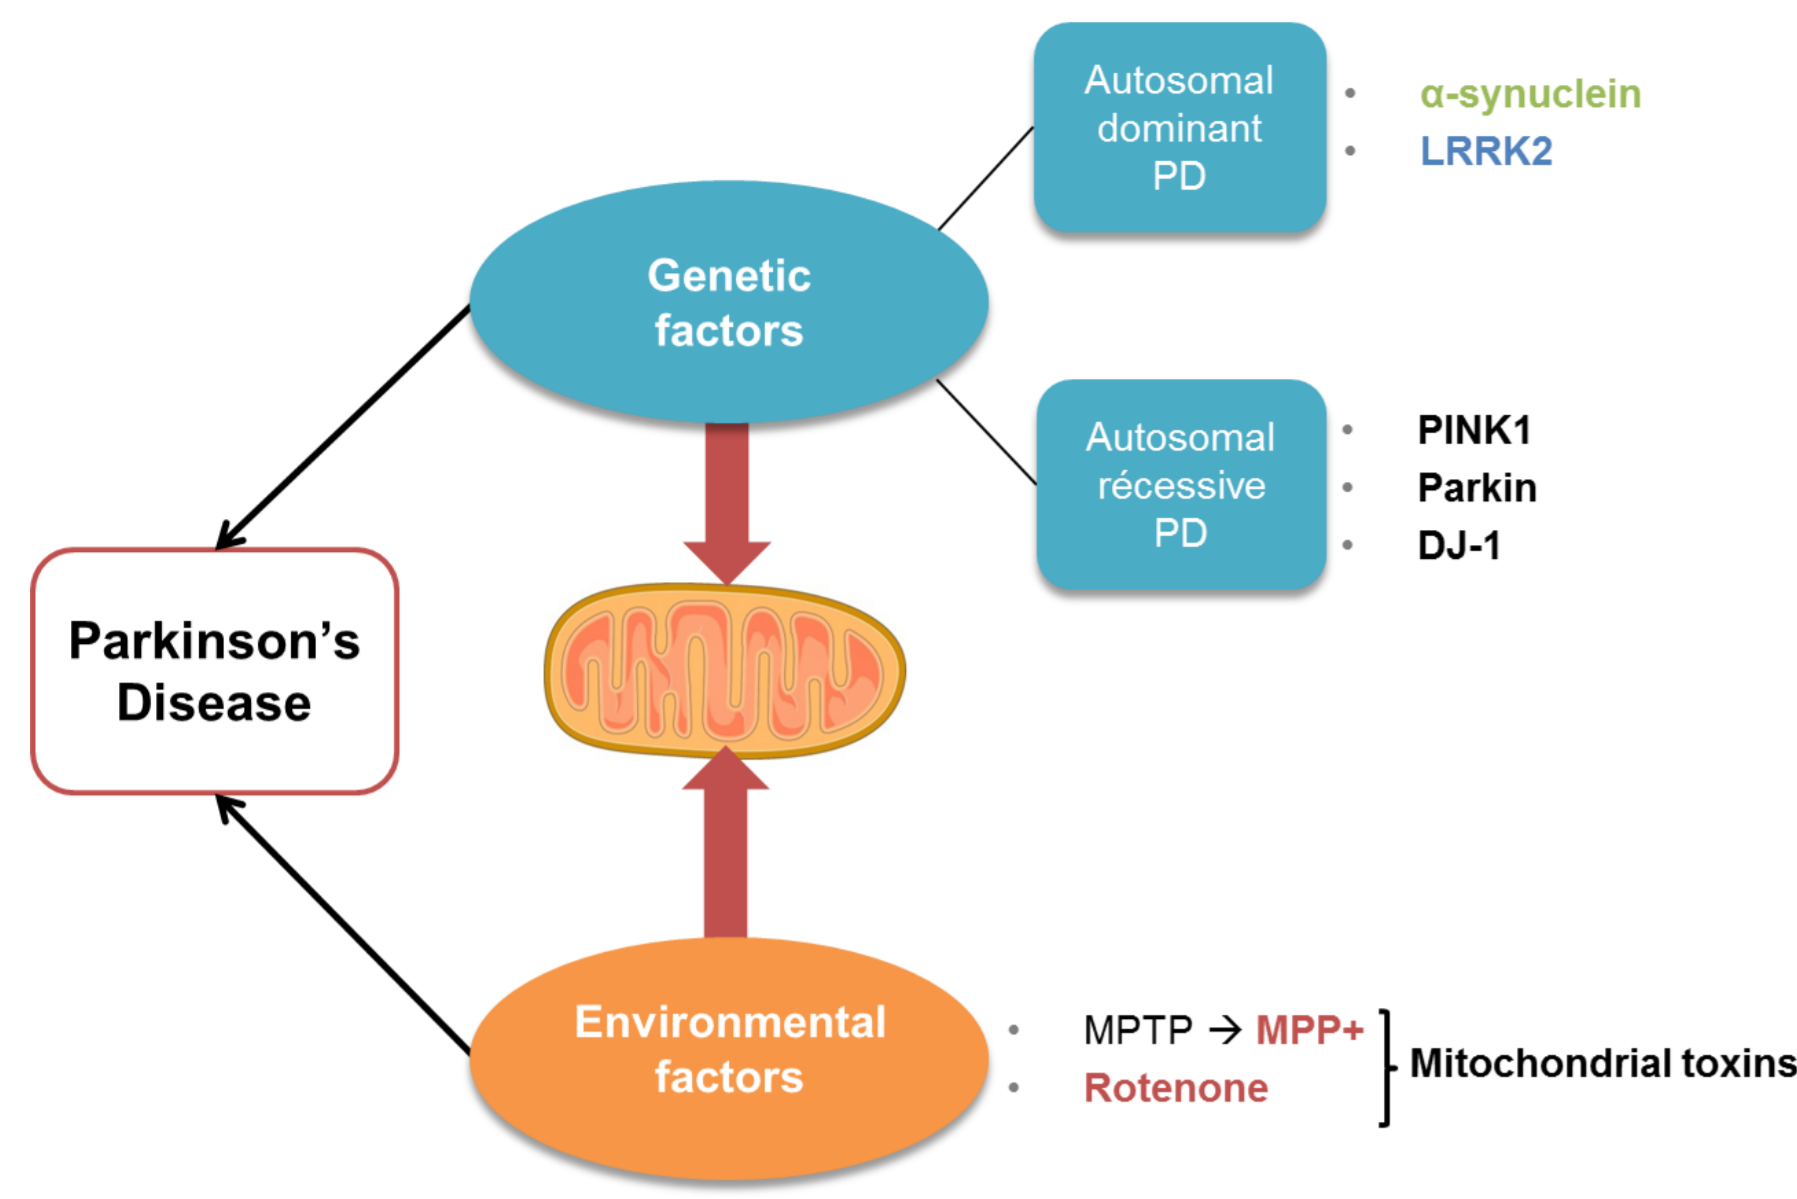 Autosomal
dominant
PD
• α-synuclein
• LRRK2
Genetic
factors
Autosomal
récessive
PD
• PINK1
• Parkin
• DJ-1
Parkinson’s
Disease
Environmental
factors
• MPTP → MPP+
• Rotenone
Mitochondrial toxins